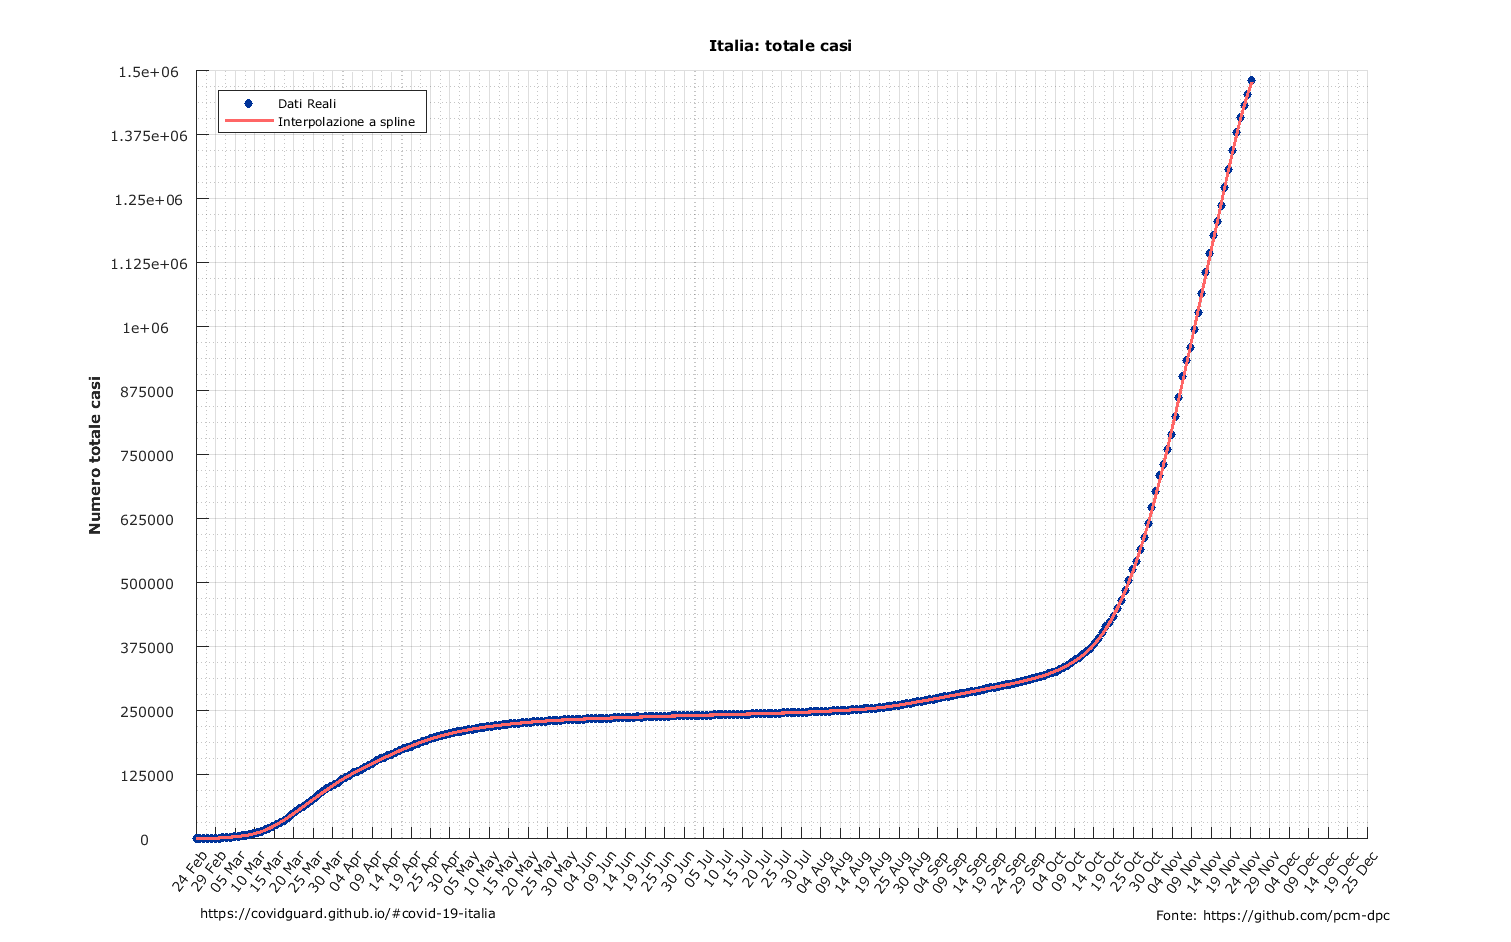 Italia: totale casi
1.5e+06
1.375e+06
1.25e+06
1.125e+06
1e+06
875000
750000
625000
500000
375000
250000
125000
0
Numero totale casi
Dati Reali
Interpolazione a spline
24 Feb
29 Feb
05 Mar
10 Mar
15 Mar
20 Mar
25 Mar
30 Mar
04 Apr
09 Apr
14 Apr
19 Apr
25 Apr
30 Apr
05 May
10 May
15 May
20 May
25 May
30 May
04 Jun
09 Jun
14 Jun
19 Jun
25 Jun
30 Jun
05 Jul
10 Jul
15 Jul
20 Jul
25 Jul
30 Jul
04 Aug
09 Aug
14 Aug
19 Aug
25 Aug
30 Aug
04 Sep
09 Sep
14 Sep
19 Sep
24 Sep
29 Sep
04 Oct
09 Oct
14 Oct
19 Oct
25 Oct
30 Oct
04 Nov
09 Nov
14 Nov
19 Nov
24 Nov
29 Nov
04 Dec
09 Dec
14 Dec
19 Dec
25 Dec
https://covidguard.github.io/#covid-19-italia
Fonte: https://github.com/pcm-dpc